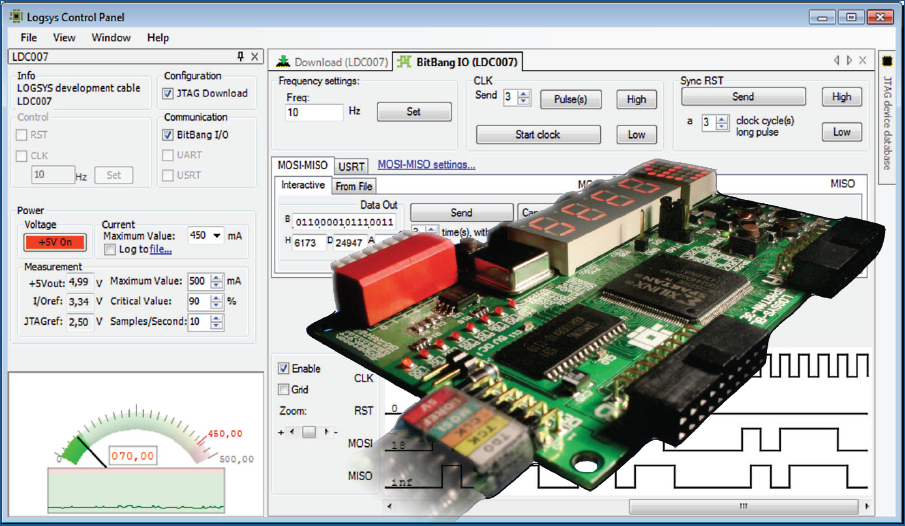 Logsys Control Panel
File View Window Help
LDC007
Info
LOGSYS development cable
LDC007
Configuration
JTAG Download
Control
RST
CLK
10 Hz Set
Communication
BitBang I/O
UART
USRT
Power
Voltage
+5V On
Current
Maximum Value: 450 mA
Log to file...
Measurement
+5Vout: 4,99 V Maximum Value: 500 mA
I/Oref: 3,34 V Critical Value: 90 %
JTAGref: 2,50 V Samples/Second: 10
0
070,00
450,00
500,00
Download (LDC007) BitBang IO (LDC007)
Frequency settings:
Freq:
10 Hz Set
CLK
Send 3 Pulse(s) High
Start clock Low
Sync RST
Send High
a 3 clock cycle(s)
long pulse
Low
JTAG device database
MOSI-MISO USRT MOSI-MISO settings...
Interactive From File
MISO
Data Out
B 0110000101110011
H 6173 D 24947 A
Send
time(s), with
Enable
Grid
Zoom:
+ -
CLK
RST 0
MOSI 18
MISO inf
8888
XILINX
SPARTAN
+5V
MOSI
TCK
TDO